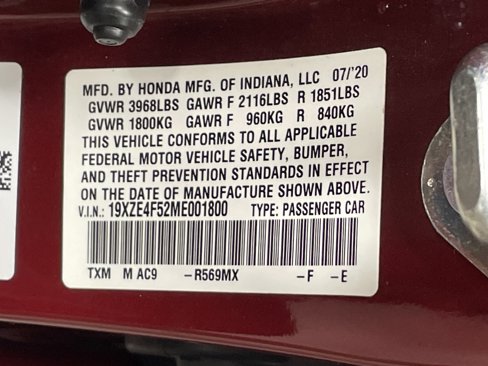 MFD. BY HONDA MFG. OF INDIANA, LLC 07/'20
GVWR 3968LBS GAWR F 2116LBS R 1851LBS
GVWR 1800KG GAWR F 960KG R 840KG
THIS VEHICLE CONFORMS TO ALL APPLICABLE
FEDERAL MOTOR VEHICLE SAFETY, BUMPER,
AND THEFT PREVENTION STANDARDS IN EFFECT
ON THE DATE OF MANUFACTURE SHOWN ABOVE.
V.I.N.: 19XZE4F52ME001800 TYPE: PASSENGER CAR
TXM M AC9 –R569MX –F –E